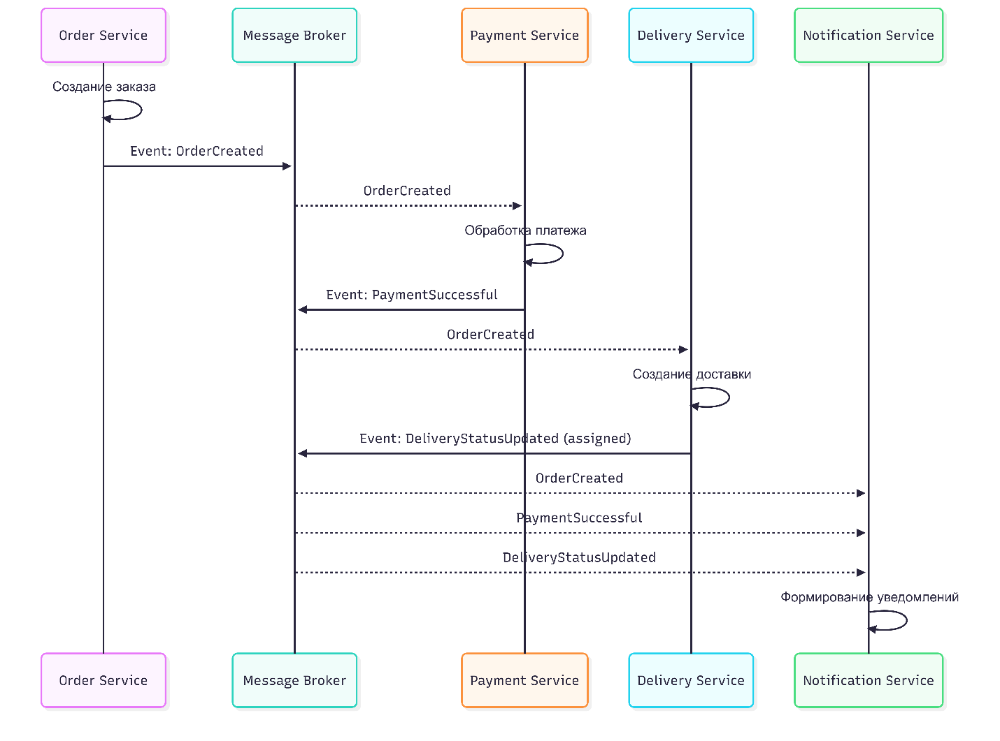 Order Service
Message Broker
Payment Service
Delivery Service
Notification Service
Создание заказа
Event: OrderCreated
OrderCreated
Обработка платежа
Event: PaymentSuccessful
OrderCreated
Создание доставки
Event: DeliveryStatusUpdated (assigned)
OrderCreated
PaymentSuccessful
DeliveryStatusUpdated
Формирование уведомлений
Order Service
Message Broker
Payment Service
Delivery Service
Notification Service